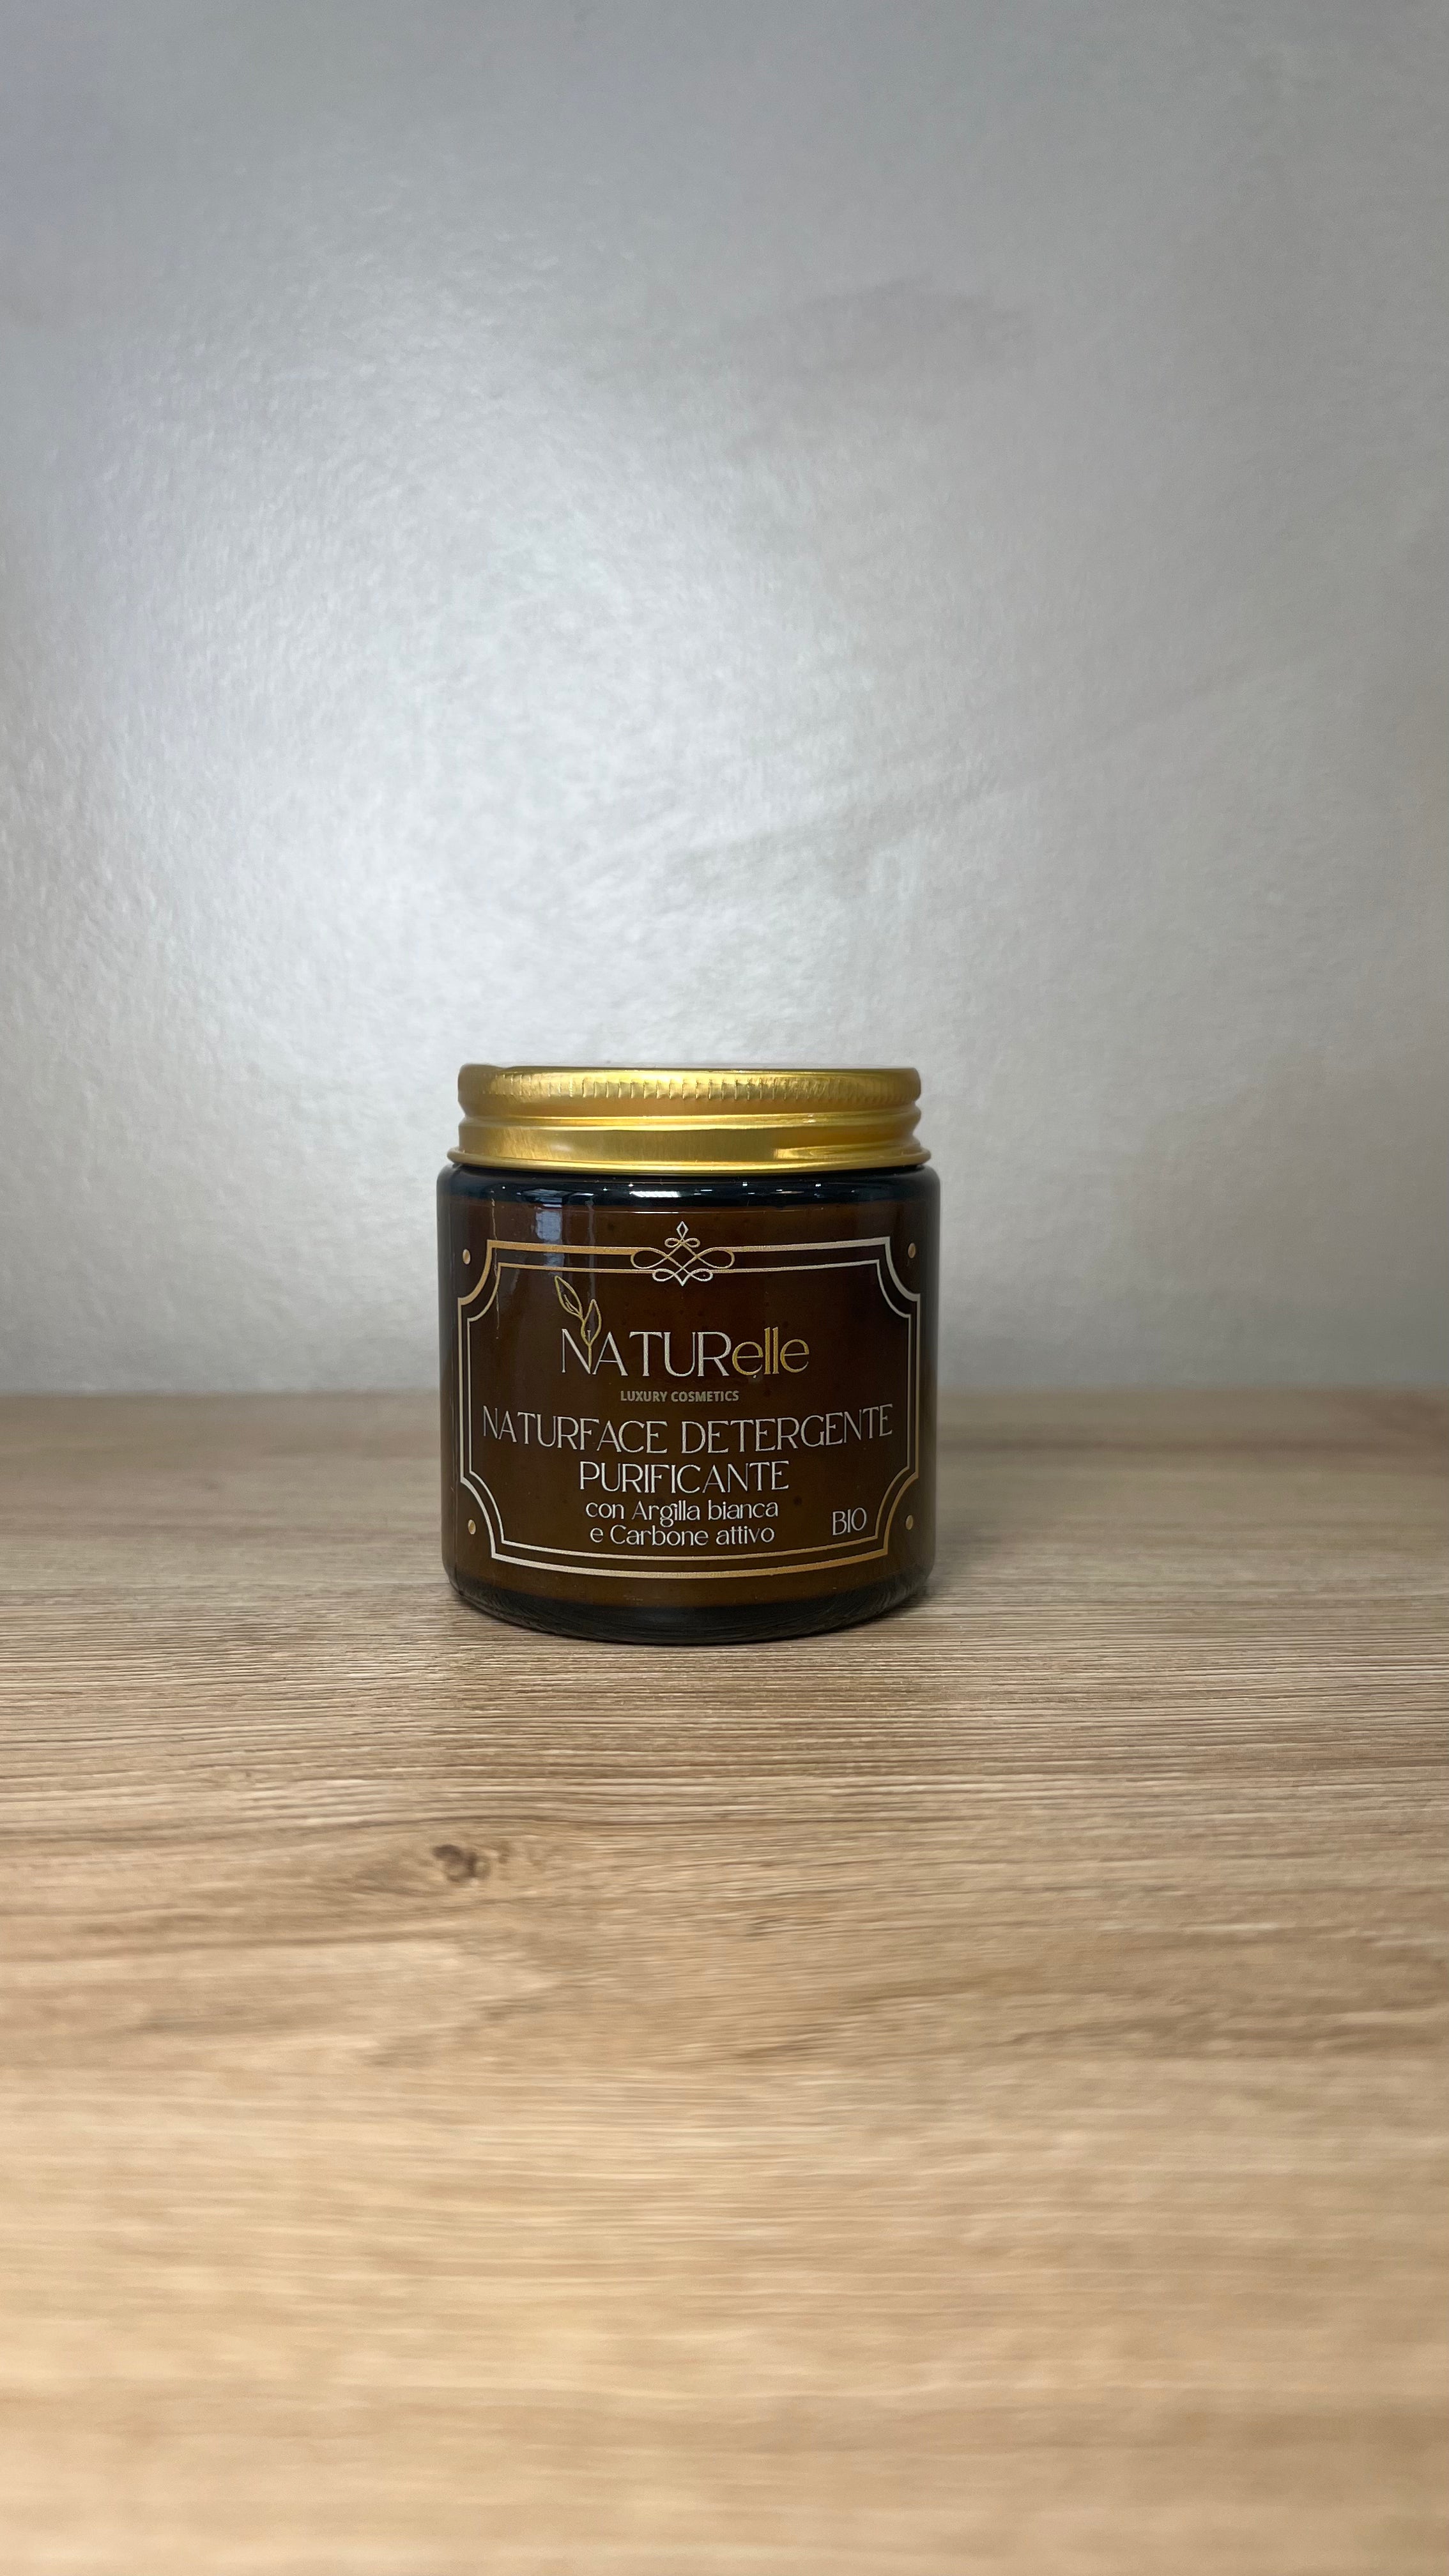 NATURelle
LUXURY COSMETICS
NATURFACE DETERGENTE
PURIFICANTE
con Argilla bianca
e Carbone attivo
BIO